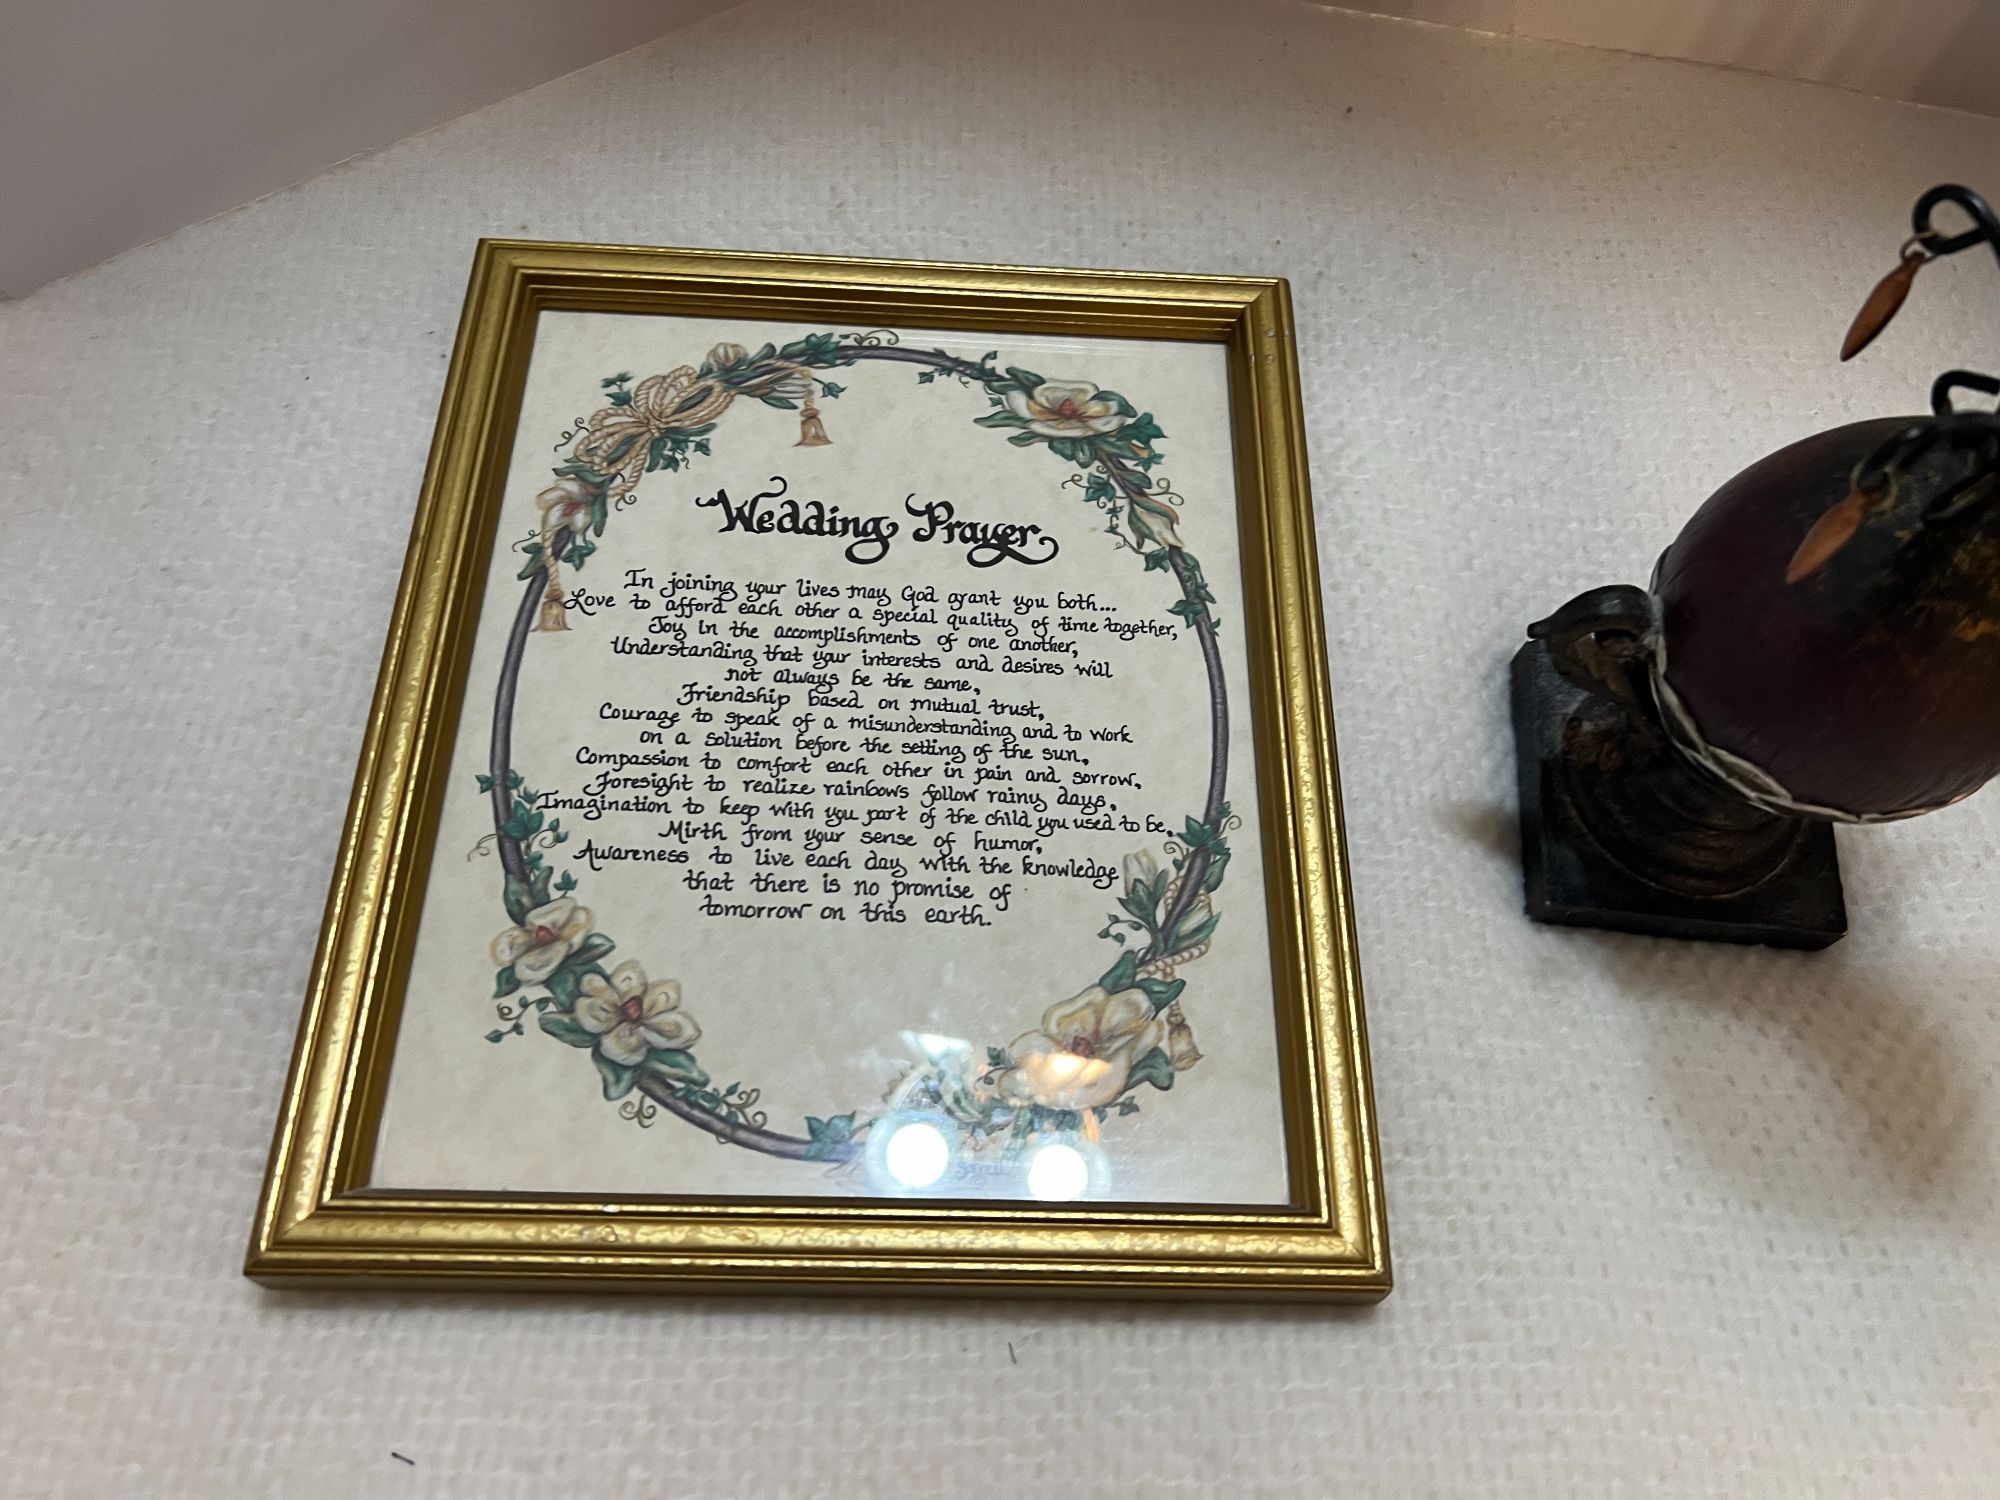 Wedding Prayer
In joining your lives may God grant you both...
Love to afford each other a special quality of time together,
Joy in the accomplishments of one another,
Understanding that your interests and desires will
not always be the same,
Friendship based on mutual trust,
Courage to speak of a misunderstanding and to work
on a solution before the setting of the sun,
Compassion to comfort each other in pain and sorrow,
Foresight to realize rainbows follow rainy days,
Imagination to keep with you part of the child you used to be,
Mirth from your sense of humor,
Awareness to live each day with the knowledge
that there is no promise of
tomorrow on this earth.